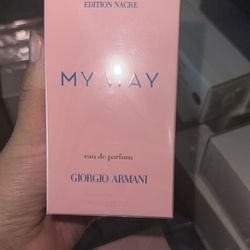 EDITION NACRE
MY WAY
eau de parfum
GIORGIO ARMANI